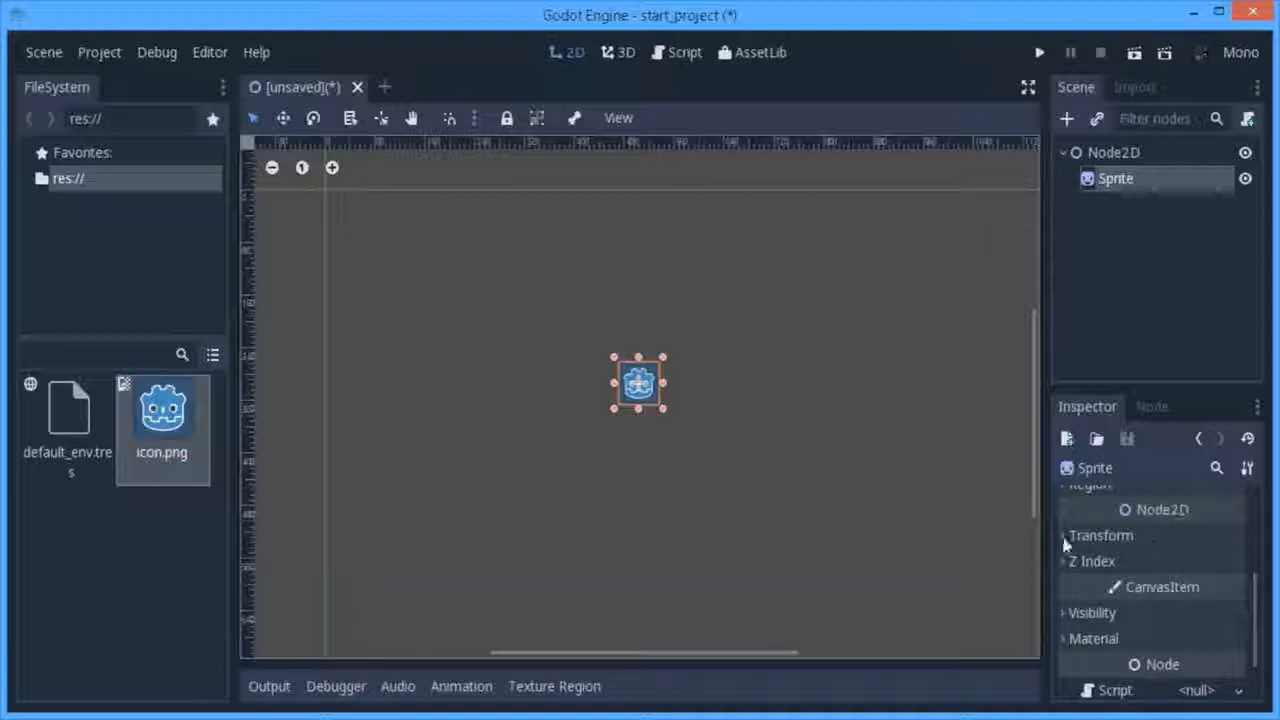 Godot Engine - start_project (*)
Scene Project Debug Editor Help
2D 3D Script AssetLib
Mono
FileSystem
[unsaved](*)
Scene Import
res://
View
Filter nodes
Favorites:
res://
Node2D
Sprite
default_env.tre
s
icon.png
Inspector Node
Sprite
Region
Node2D
Transform
Z Index
CanvasItem
Visibility
Material
Node
Script <null>
Output Debugger Audio Animation Texture Region